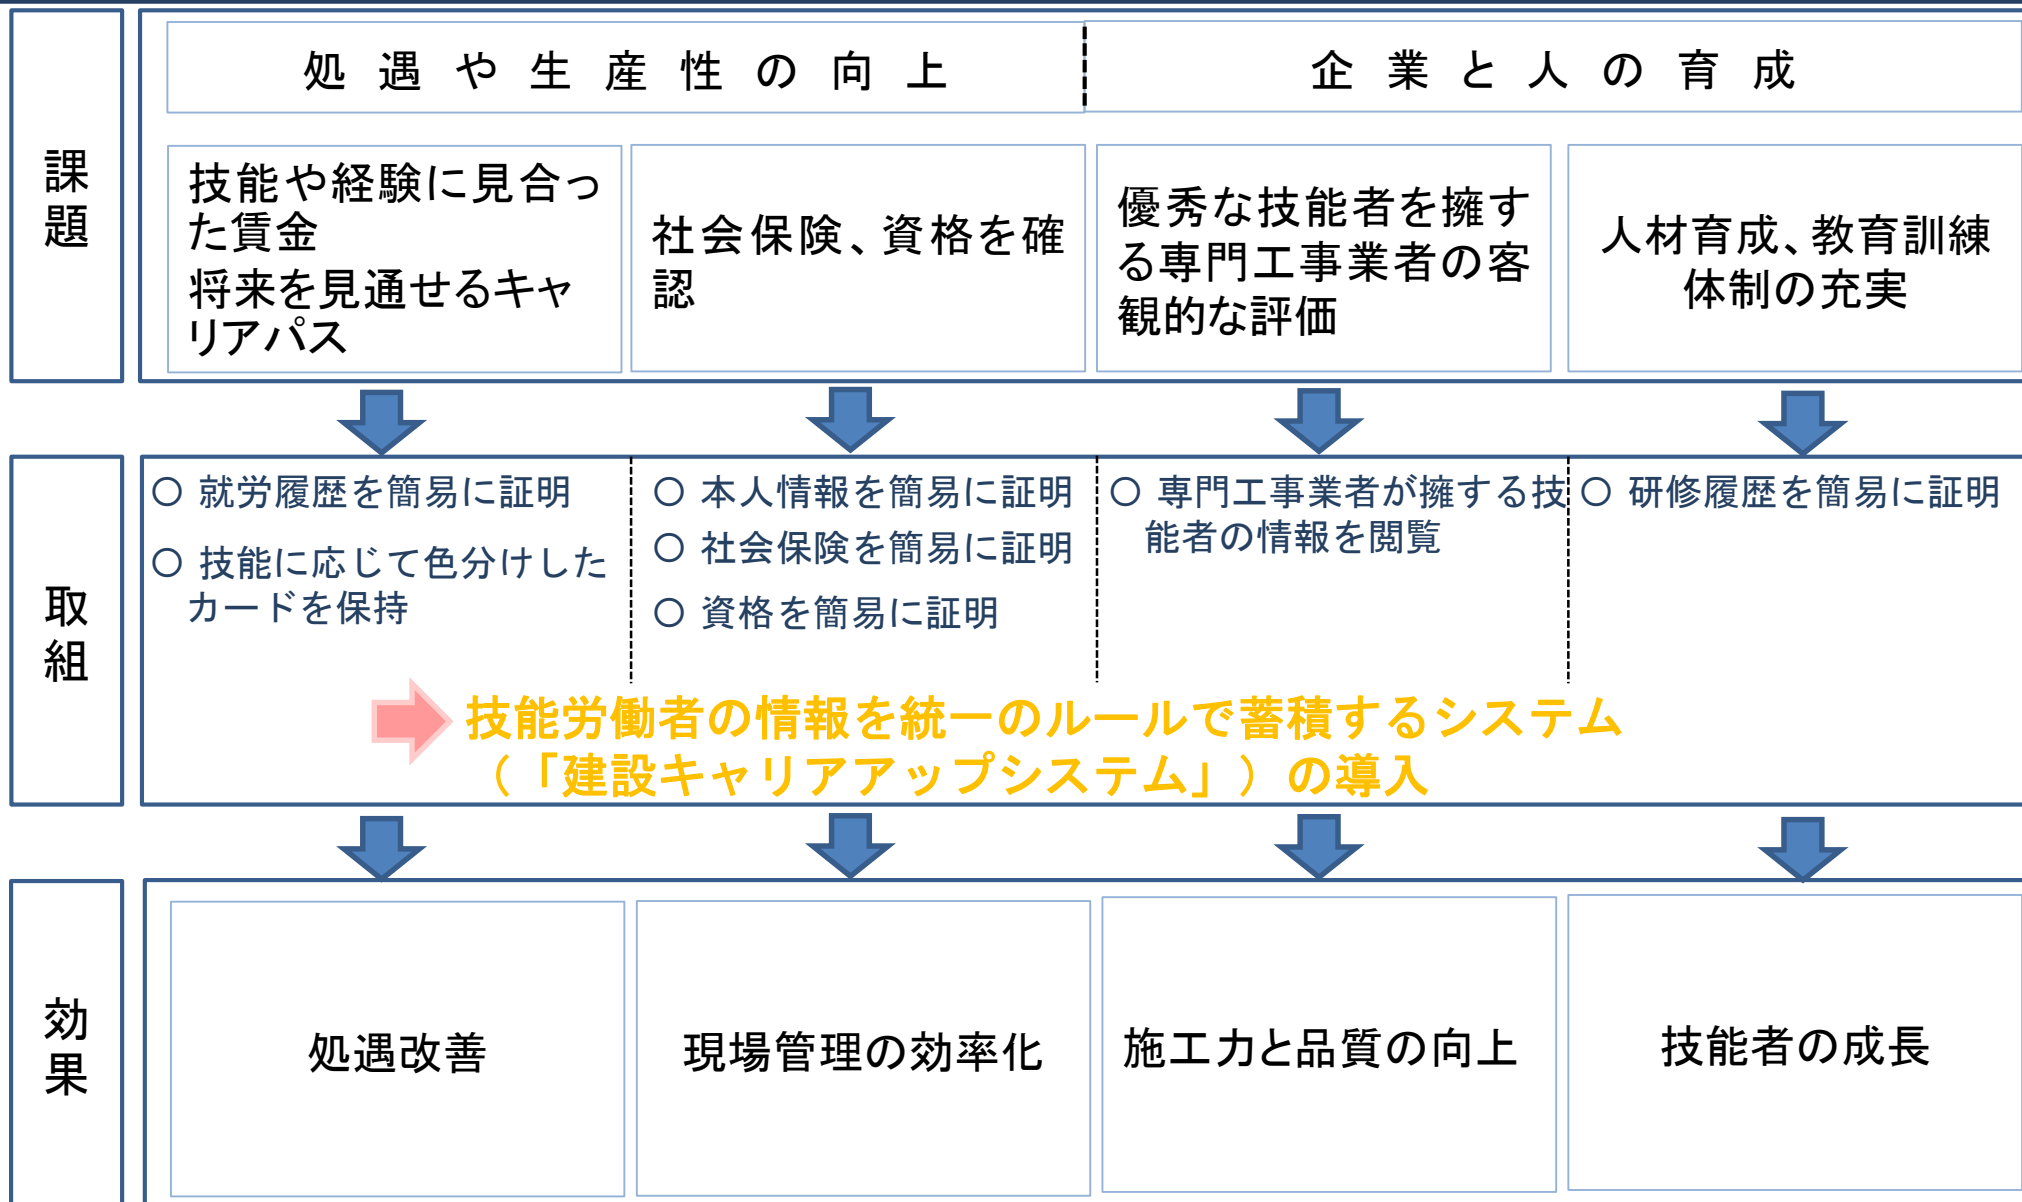 課題
処遇や生産性の向上
企業と人の育成
技能や経験に見合っ
た賃金
将来を見通せるキャ
リアパス
社会保険、資格を確
認
優秀な技能者を擁す
る専門工事業者の客
観的な評価
人材育成、教育訓練
体制の充実
取組
○ 就労履歴を簡易に証明
○ 技能に応じて色分けした
カードを保持
○ 本人情報を簡易に証明
○ 社会保険を簡易に証明
○ 資格を簡易に証明
○ 専門工事業者が擁する技
能者の情報を閲覧
○ 研修履歴を簡易に証明
技能労働者の情報を統一のルールで蓄積するシステム
（「建設キャリアアップシステム」）の導入
効果
処遇改善
現場管理の効率化
施工力と品質の向上
技能者の成長